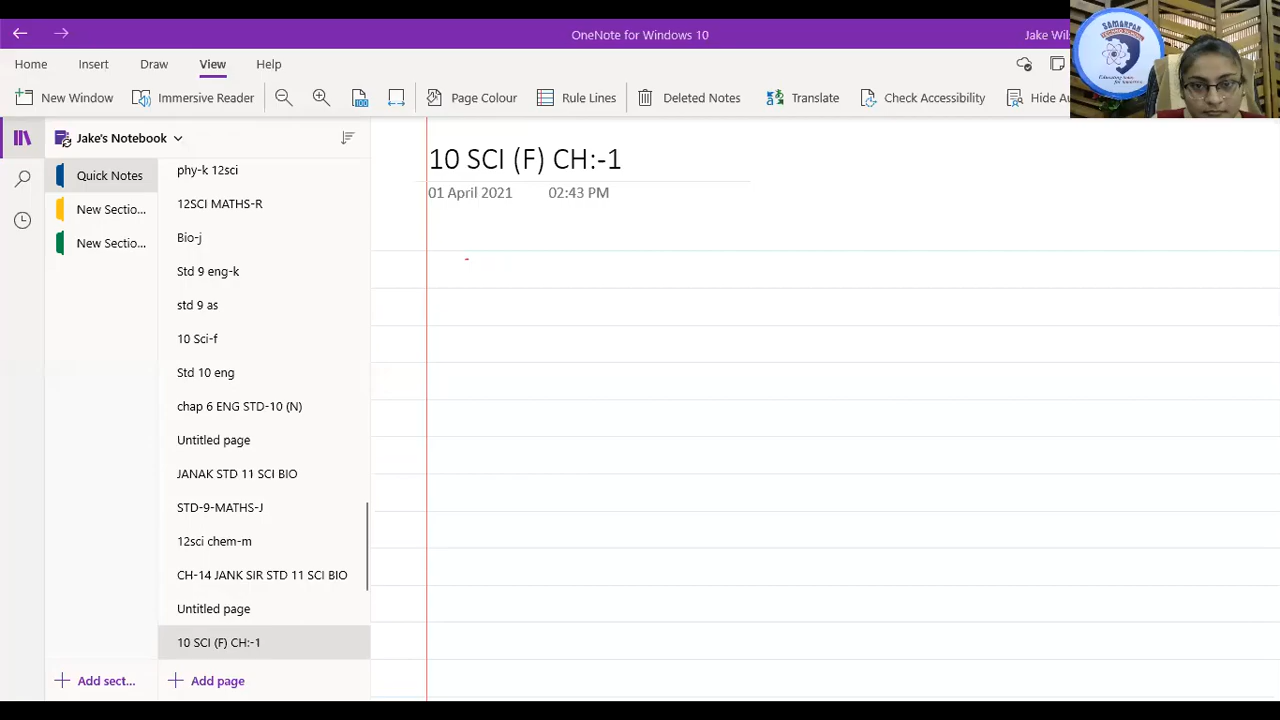 OneNote for Windows 10
Jake Wil
SAMARPAN
TECHNO SCHOOL
Home
Insert
Draw
View
Help
New Window
Immersive Reader
100
Page Colour
Rule Lines
Deleted Notes
Translate
Check Accessibility
Hide Au
Jake's Notebook
Quick Notes
New Sectio...
New Sectio...
phy-k 12sci
12SCI MATHS-R
Bio-j
Std 9 eng-k
std 9 as
10 Sci-f
Std 10 eng
chap 6 ENG STD-10 (N)
Untitled page
JANAK STD 11 SCI BIO
STD-9-MATHS-J
12sci chem-m
CH-14 JANK SIR STD 11 SCI BIO
Untitled page
10 SCI (F) CH:-1
Add sect...
Add page
10 SCI (F) CH:-1
01 April 2021 02:43 PM